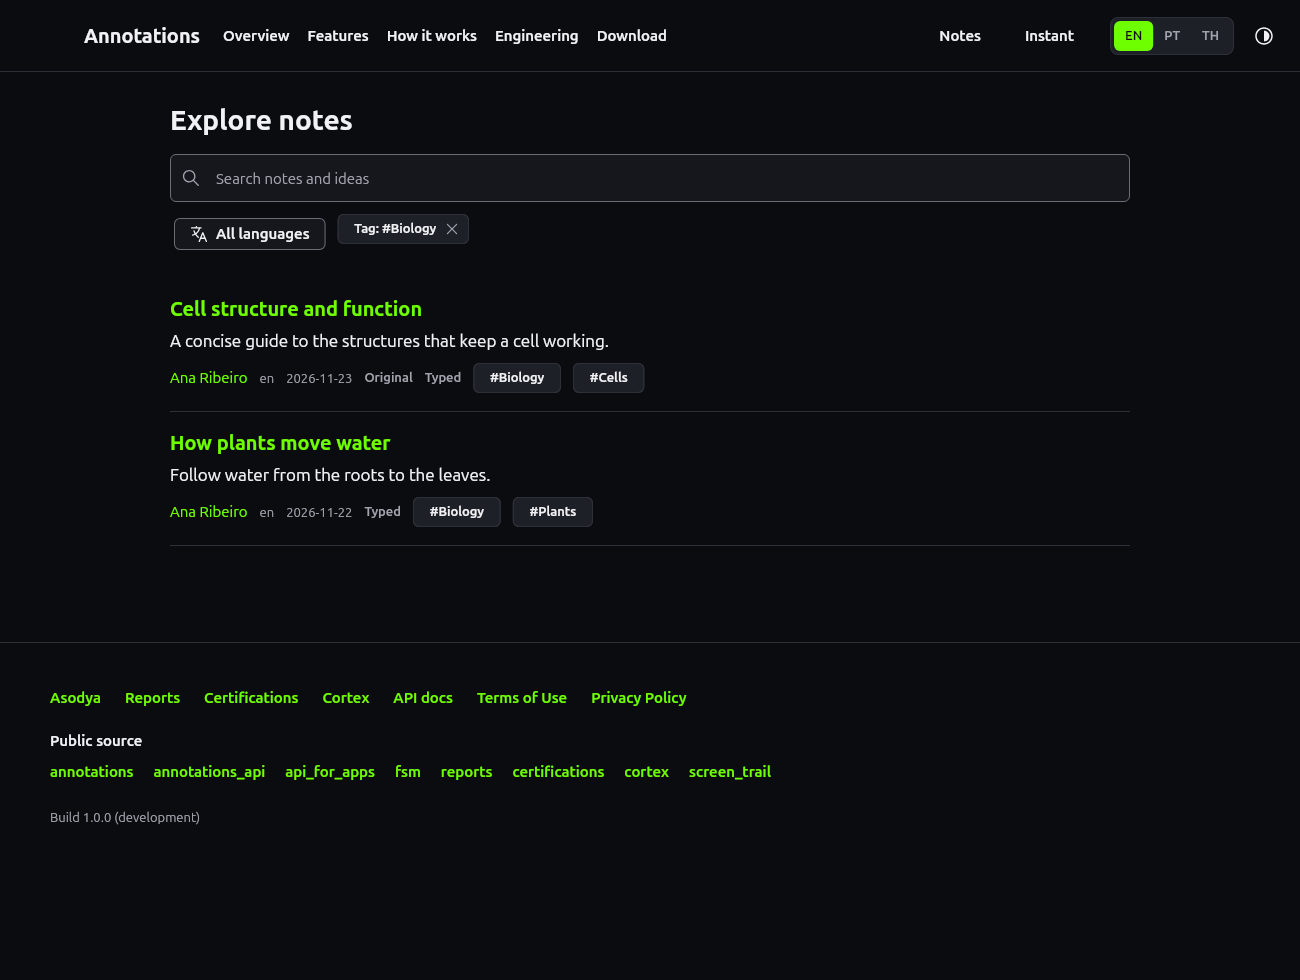 Annotations Overview Features How it works Engineering Download Notes Instant EN PT TH
Explore notes
Search notes and ideas
All languages Tag: #Biology
Cell structure and function
A concise guide to the structures that keep a cell working.
Ana Ribeiro en 2026-11-23 Original Typed #Biology #Cells
How plants move water
Follow water from the roots to the leaves.
Ana Ribeiro en 2026-11-22 Typed #Biology #Plants
Asodya Reports Certifications Cortex API docs Terms of Use Privacy Policy
Public source
annotations annotations_api api_for_apps fsm reports certifications cortex screen_trail
Build 1.0.0 (development)